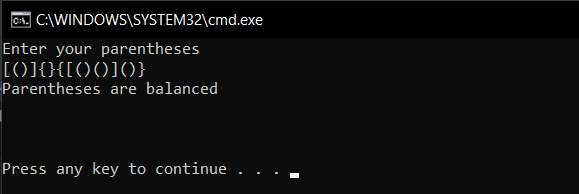 C:\WINDOWS\SYSTEM32\cmd.exe
Enter your parentheses
[()]{}{[()()]()}
Parentheses are balanced
Press any key to continue . . .